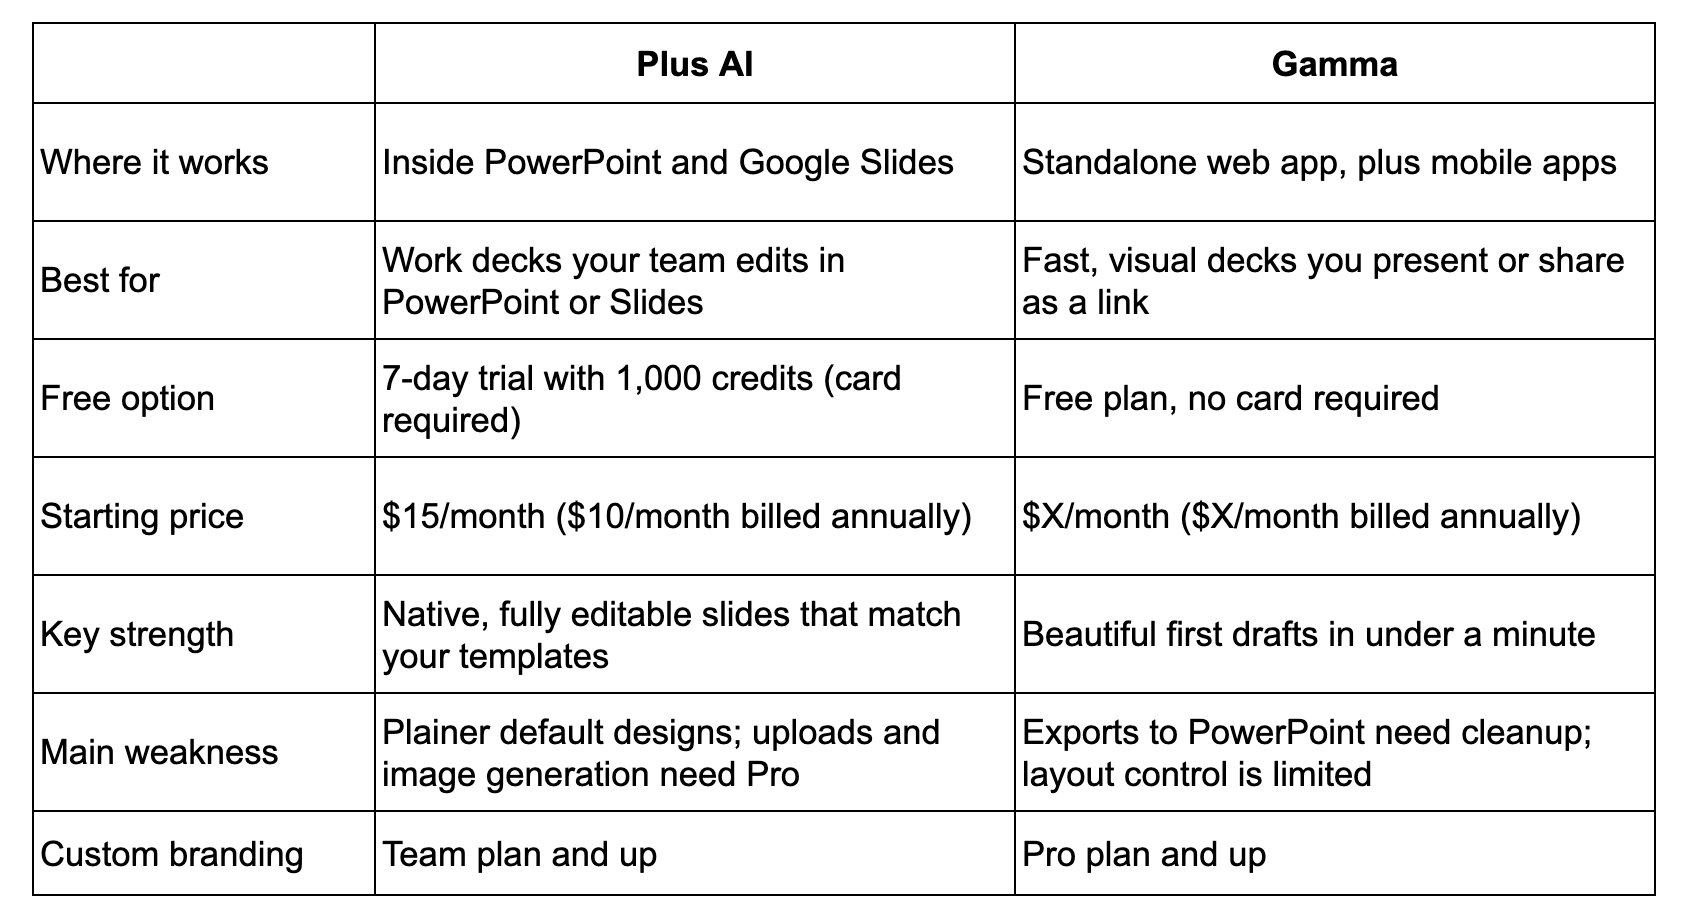 Plus AI
Gamma
Where it works
Inside PowerPoint and Google Slides
Standalone web app, plus mobile apps
Best for
Work decks your team edits in
PowerPoint or Slides
Fast, visual decks you present or share
as a link
Free option
7-day trial with 1,000 credits (card
required)
Free plan, no card required
Starting price
$15/month ($10/month billed annually)
$X/month ($X/month billed annually)
Key strength
Native, fully editable slides that match
your templates
Beautiful first drafts in under a minute
Main weakness
Plainer default designs; uploads and
image generation need Pro
Exports to PowerPoint need cleanup;
layout control is limited
Custom branding
Team plan and up
Pro plan and up